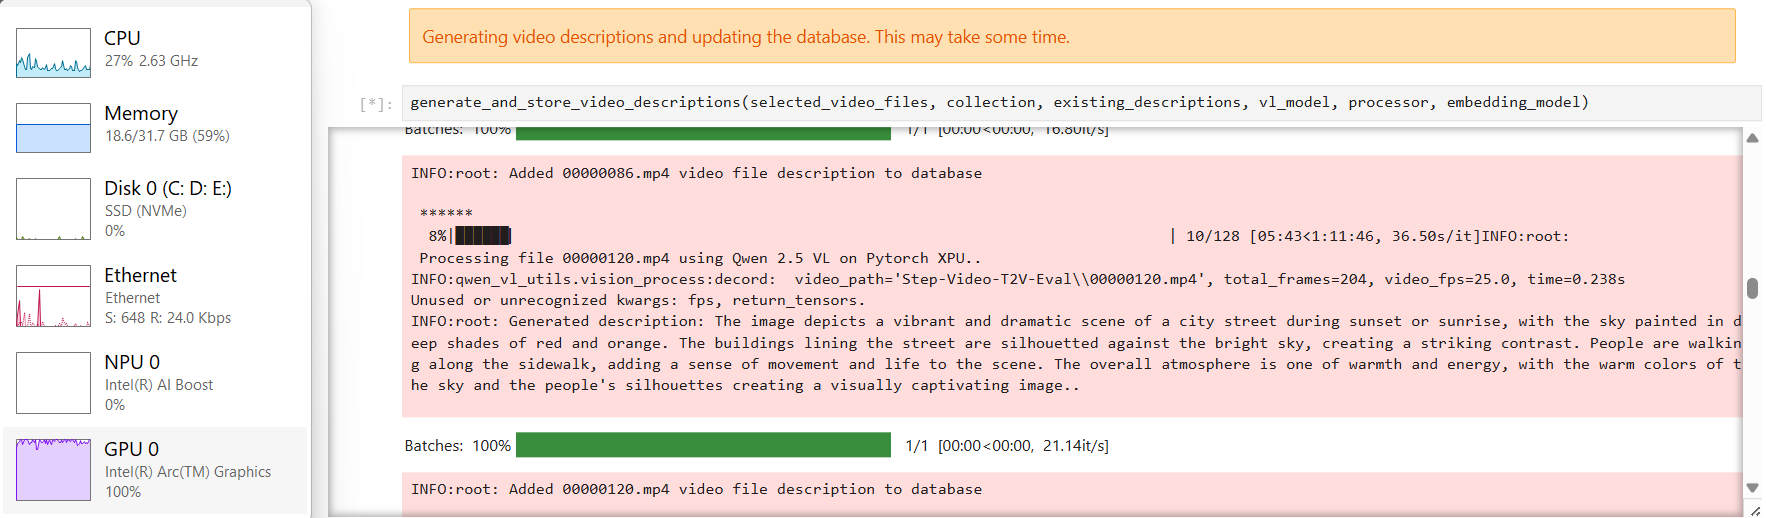 CPU
27% 2.63 GHz
Memory
18.6/31.7 GB (59%)
Disk 0 (C: D: E:)
SSD (NVMe)
0%
Ethernet
Ethernet
S: 648 R: 24.0 Kbps
NPU 0
Intel(R) AI Boost
0%
GPU 0
Intel(R) Arc(TM) Graphics
100%
Generating video descriptions and updating the database. This may take some time.
[*]: generate_and_store_video_descriptions(selected_video_files, collection, existing_descriptions, vl_model, processor, embedding_model)
Batches: 100% 1/1 [00:00<00:00, 16.80it/s]
INFO:root: Added 00000086.mp4 video file description to database
******
8%| | 10/128 [05:43<1:11:46, 36.50s/it]INFO:root:
Processing file 00000120.mp4 using Qwen 2.5 VL on Pytorch XPU..
INFO:qwen_vl_utils.vision_process:decord:  video_path='Step-Video-T2V-Eval\\00000120.mp4', total_frames=204, video_fps=25.0, time=0.238s
Unused or unrecognized kwargs: fps, return_tensors.
INFO:root: Generated description: The image depicts a vibrant and dramatic scene of a city street during sunset or sunrise, with the sky painted in d
eep shades of red and orange. The buildings lining the street are silhouetted against the bright sky, creating a striking contrast. People are walkin
g along the sidewalk, adding a sense of movement and life to the scene. The overall atmosphere is one of warmth and energy, with the warm colors of t
he sky and the people's silhouettes creating a visually captivating image..
Batches: 100% 1/1 [00:00<00:00, 21.14it/s]
INFO:root: Added 00000120.mp4 video file description to database